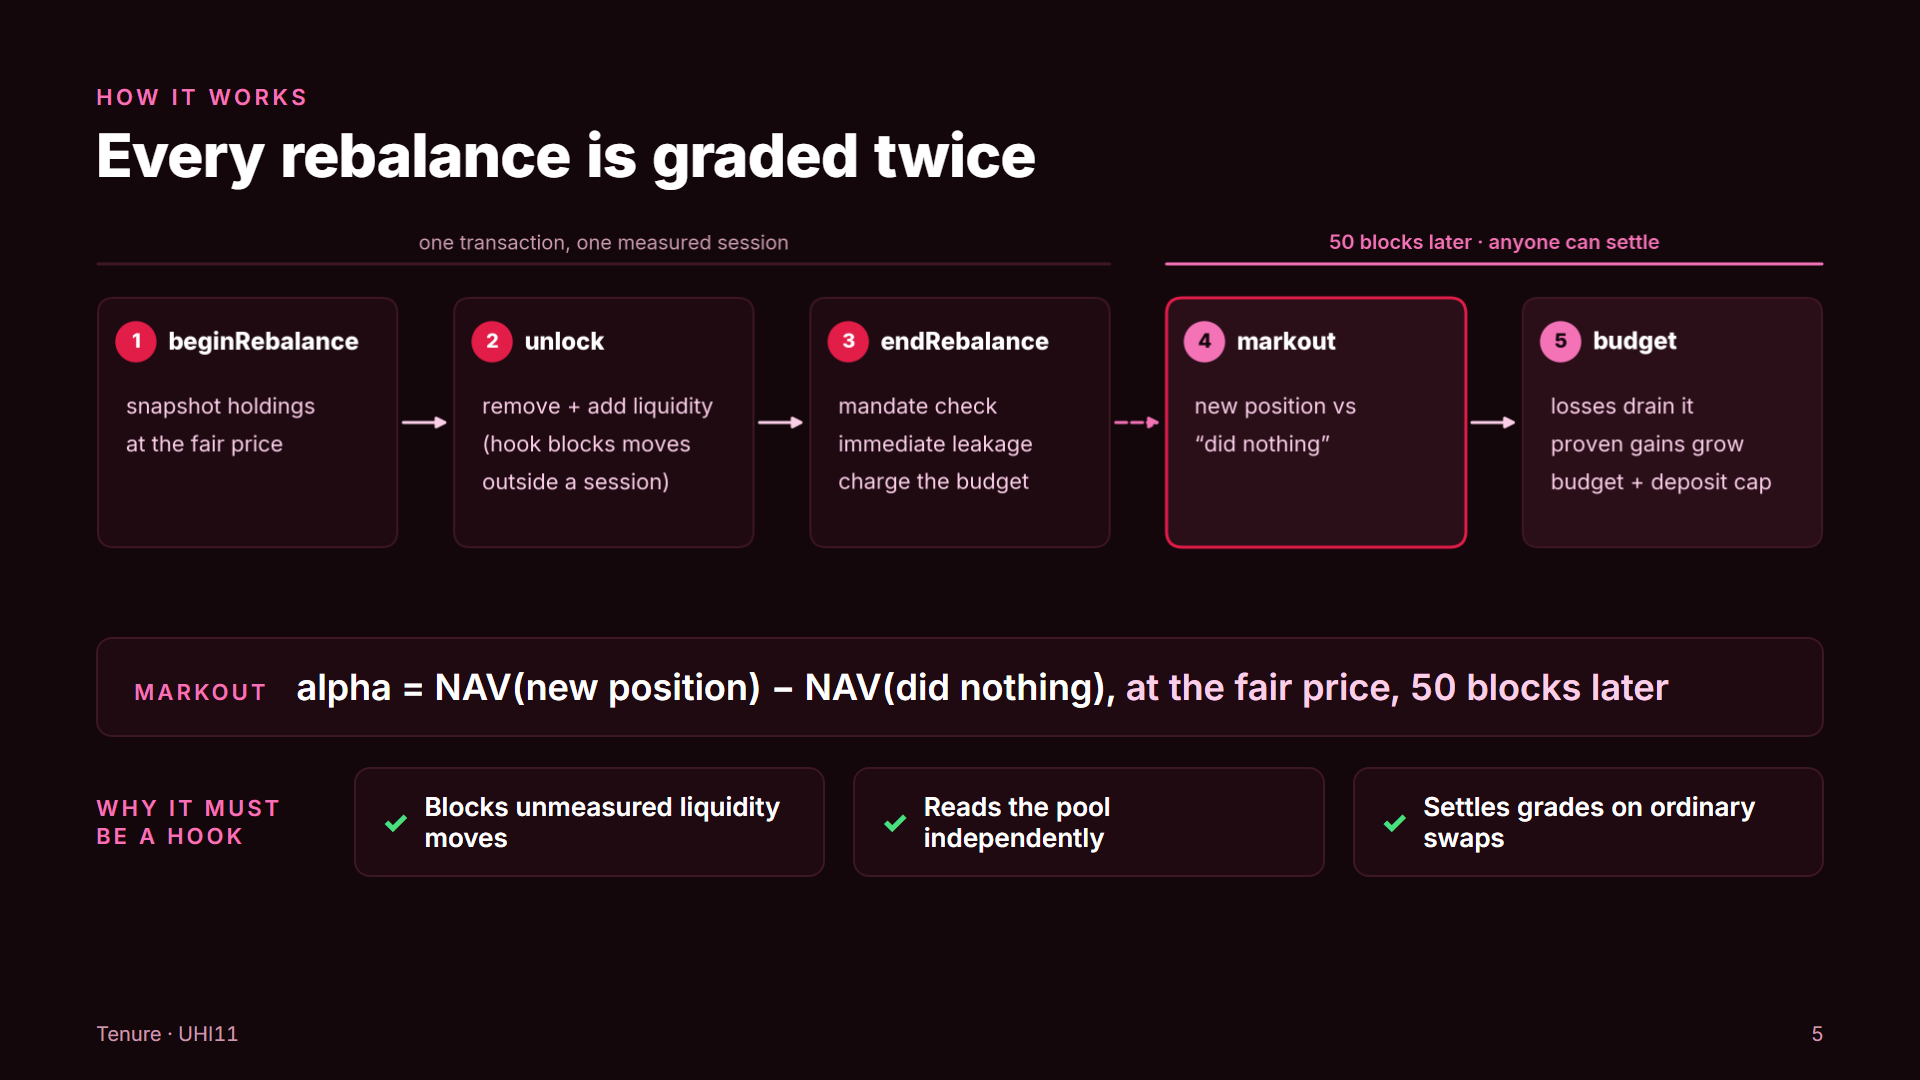 HOW IT WORKS
Every rebalance is graded twice
one transaction, one measured session
50 blocks later · anyone can settle
1 beginRebalance
snapshot holdings
at the fair price
2 unlock
remove + add liquidity
(hook blocks moves
outside a session)
3 endRebalance
mandate check
immediate leakage
charge the budget
4 markout
new position vs
“did nothing”
5 budget
losses drain it
proven gains grow
budget + deposit cap
MARKOUT alpha = NAV(new position) − NAV(did nothing), at the fair price, 50 blocks later
WHY IT MUST
BE A HOOK
Blocks unmeasured liquidity
moves
Reads the pool
independently
Settles grades on ordinary
swaps
Tenure · UHI11
5